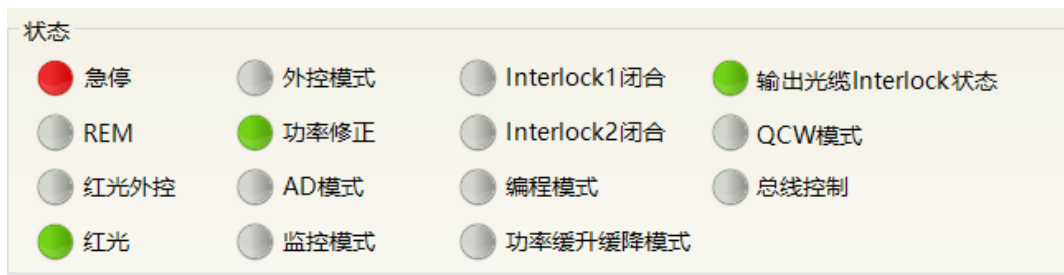 状态
急停 外控模式 Interlock1闭合 输出光缆Interlock状态
REM 功率修正 Interlock2闭合 QCW模式
红光外控 AD模式 编程模式 总线控制
红光 监控模式 功率缓升缓降模式